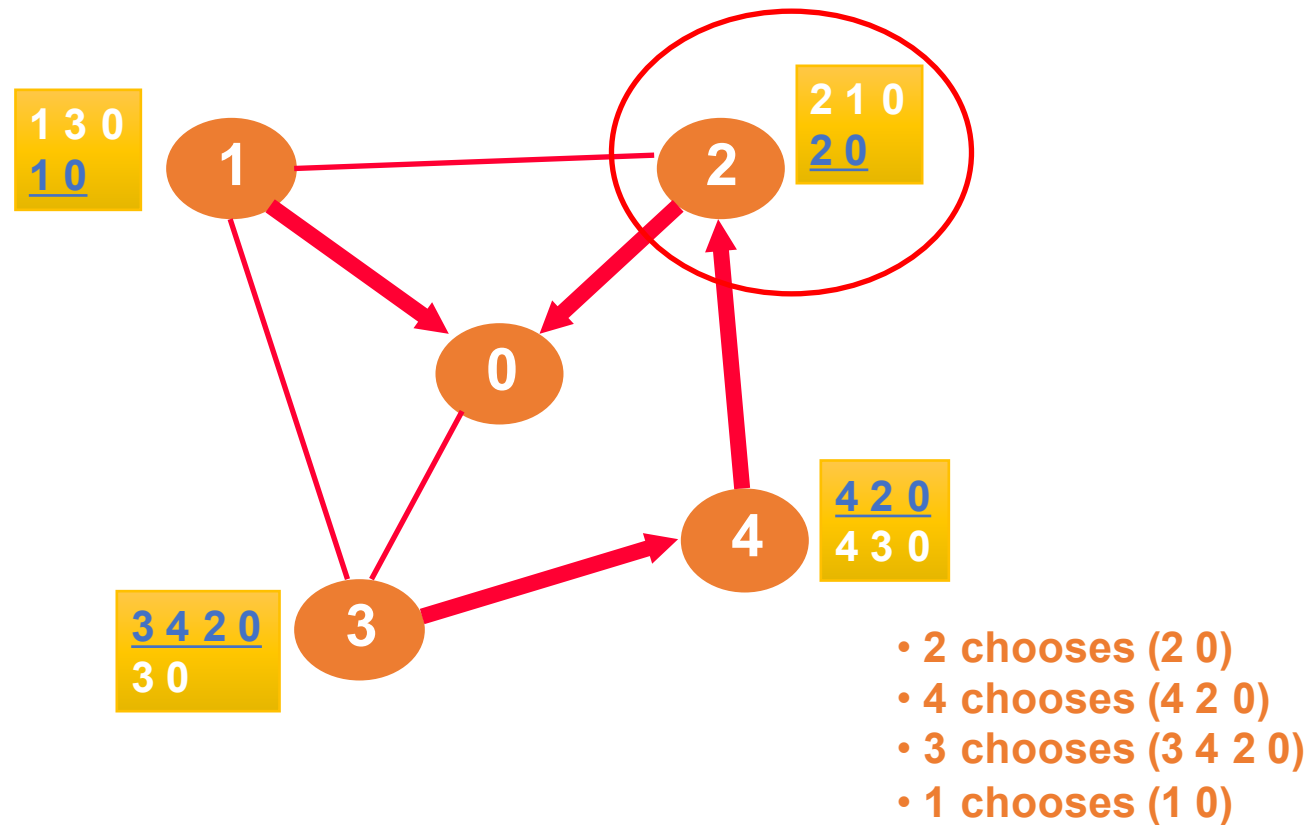 1 3 0
1 0
1
2
2 1 0
2 0
0
4
4 2 0
4 3 0
3 4 2 0
3 0
3
• 2 chooses (2 0)
• 4 chooses (4 2 0)
• 3 chooses (3 4 2 0)
• 1 chooses (1 0)